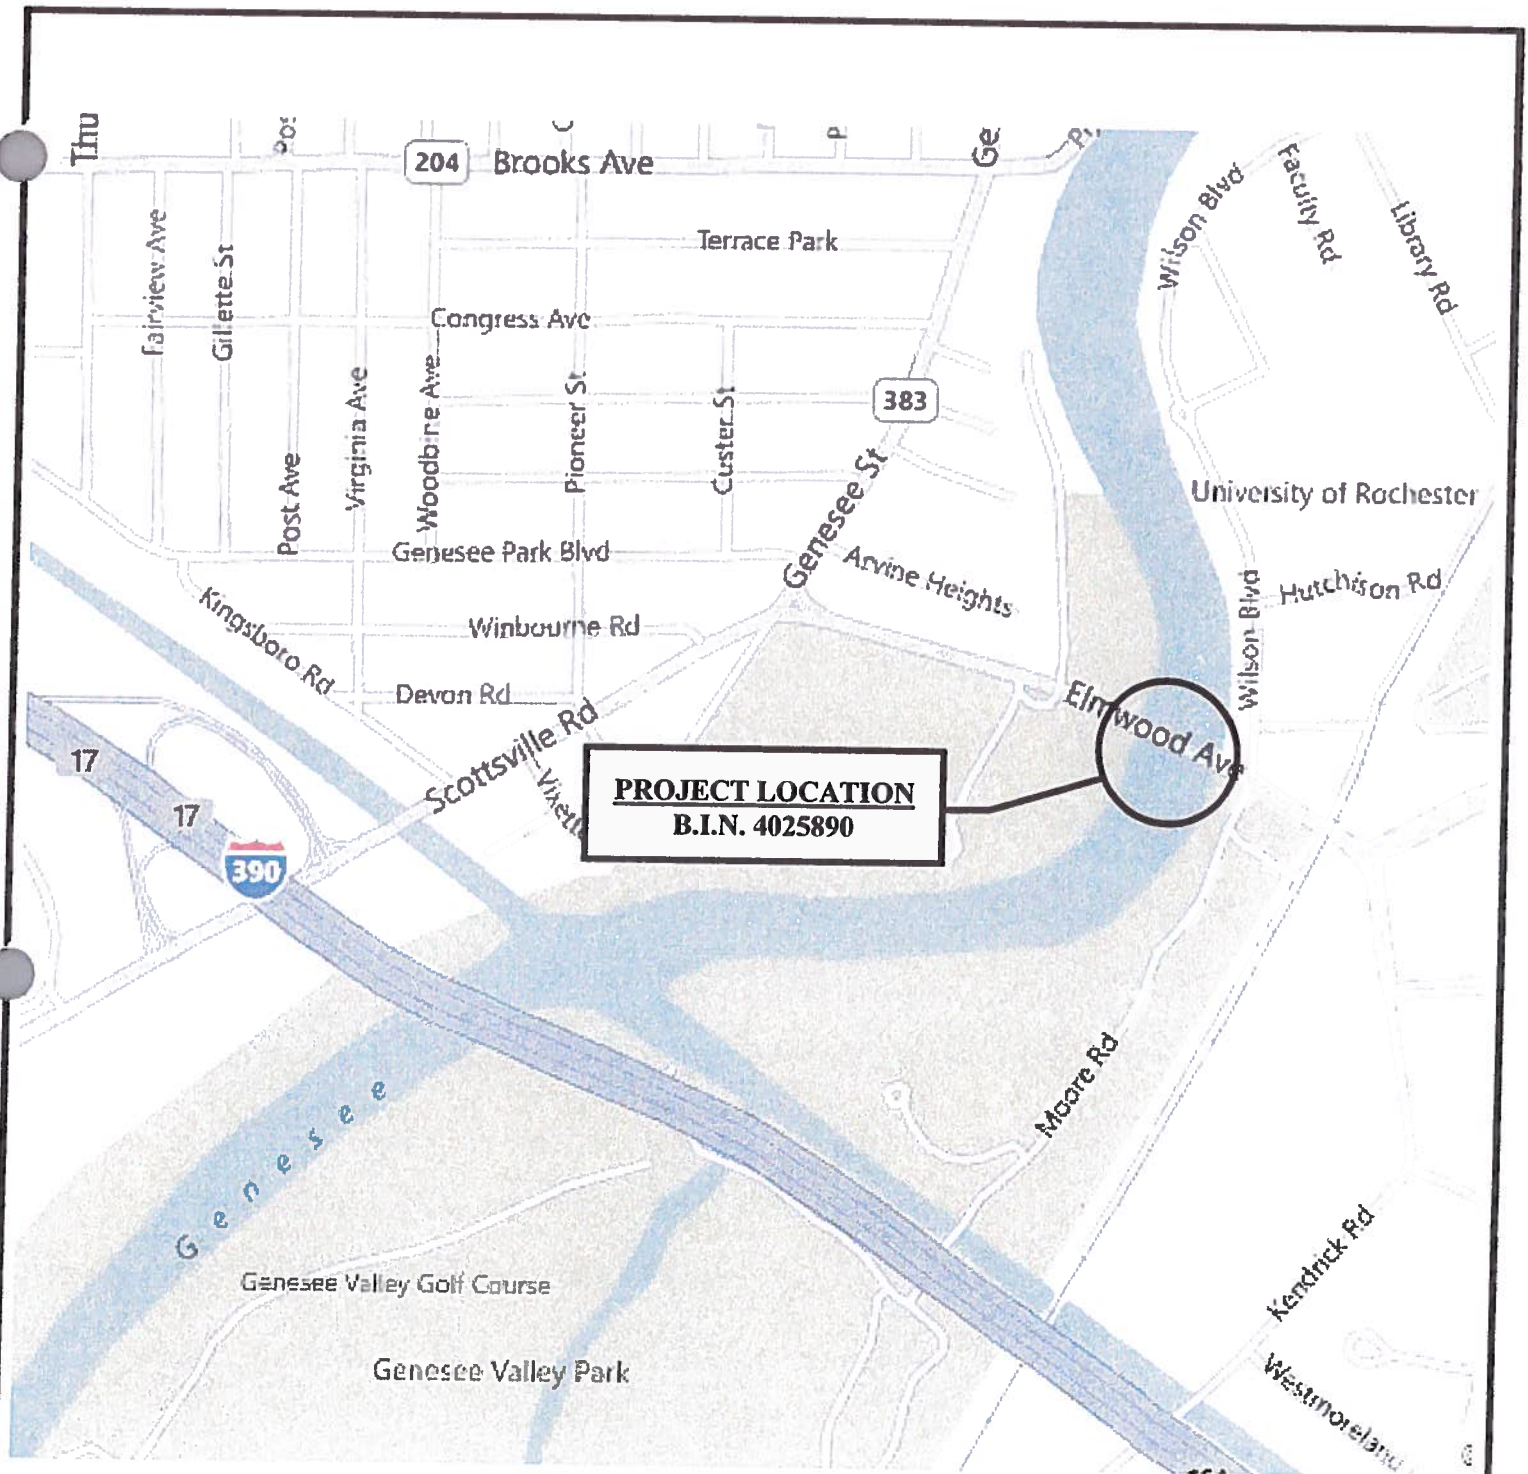 Thu
Pos
204
Brooks Ave
Ge
Terrace Park
Wilson Blvd
Faculty Rd
Library Rd
Fairview Ave
Gillette St
Congress Ave
Virginia Ave
Woodbine Ave
Pioneer St
Custer St
383
Post Ave
Genesee St
University of Rochester
Genesee Park Blvd
Arvine Heights
Hutchison Rd
Wilson Blvd
Kingsboro Rd
Winbourne Rd
Devon Rd
Elmwood Ave
Scottsville Rd
17
17
390
PROJECT LOCATION
B.I.N. 4025890
Moore Rd
Genesee
Genesee Valley Golf Course
Genesee Valley Park
Kendrick Rd
Westmoreland